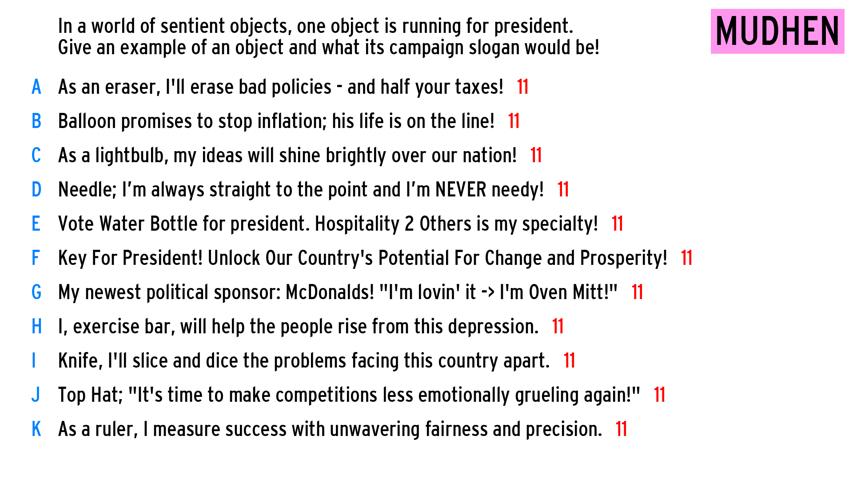 In a world of sentient objects, one object is running for president.
Give an example of an object and what its campaign slogan would be!
MUDHEN
A As an eraser, I'll erase bad policies - and half your taxes! 11
B Balloon promises to stop inflation; his life is on the line! 11
C As a lightbulb, my ideas will shine brightly over our nation! 11
D Needle; I’m always straight to the point and I’m NEVER needy! 11
E Vote Water Bottle for president. Hospitality 2 Others is my specialty! 11
F Key For President! Unlock Our Country's Potential For Change and Prosperity! 11
G My newest political sponsor: McDonalds! "I'm lovin' it -> I'm Oven Mitt!" 11
H I, exercise bar, will help the people rise from this depression. 11
I Knife, I'll slice and dice the problems facing this country apart. 11
J Top Hat; "It's time to make competitions less emotionally grueling again!" 11
K As a ruler, I measure success with unwavering fairness and precision. 11